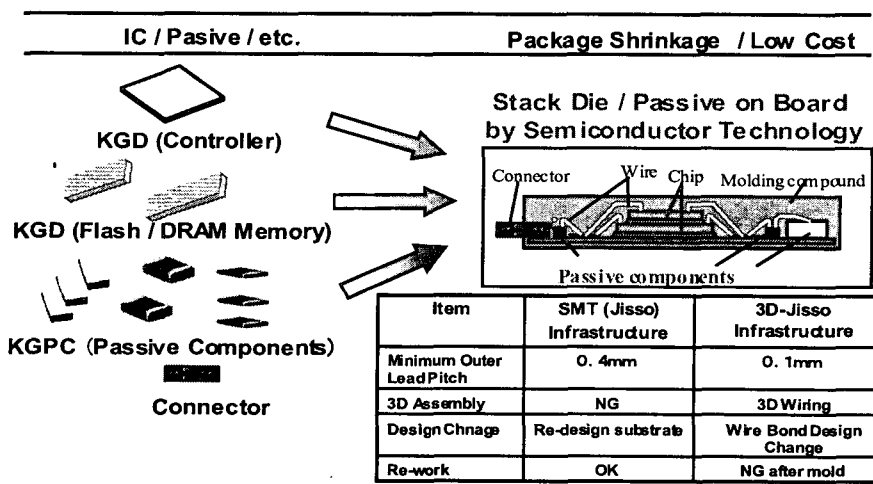 IC / Pasive / etc.
Package Shrinkage / Low Cost
KGD (Controller)
KGD (Flash / DRAM Memory)
KGPC (Passive Components)
Connector
Stack Die / Passive on Board
by Semiconductor Technology
Connector Wire Chip Molding compound
Passive components
Item SMT (Jisso) 3D-Jisso
Infrastructure Infrastructure
Minimum Outer 0. 4mm 0. 1mm
Lead Pitch
3D Assembly NG 3D Wiring
Design Chnage Re-design substrate Wire Bond Design
Change
Re-work OK NG after mold